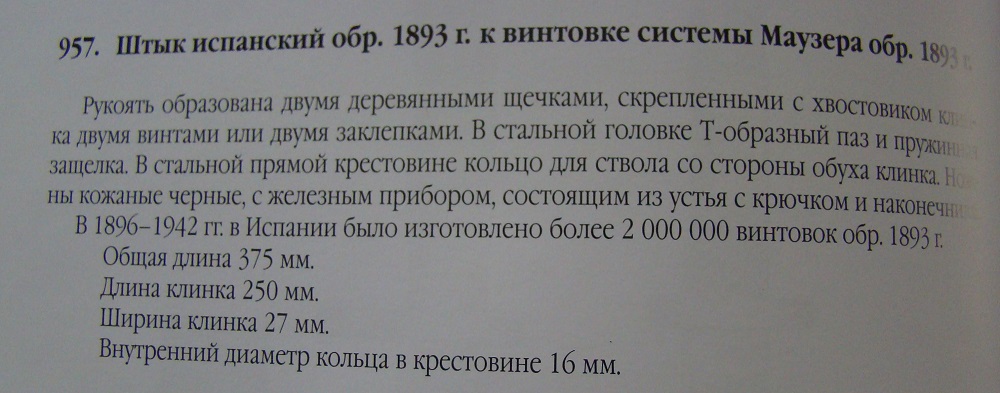 957. Штык испанский обр. 1893 г. к винтовке системы Маузера обр. 1893 г.
Рукоять образована двумя деревянными щечками, скрепленными с хвостовиком клин-
ка двумя винтами или двумя заклепками. В стальной головке Т-образный паз и пружинная
защелка. В стальной прямой крестовине кольцо для ствола со стороны обуха клинка. Нож-
ны кожаные черные, с железным прибором, состоящим из устья с крючком и наконечника.
В 1896–1942 гг. в Испании было изготовлено более 2 000 000 винтовок обр. 1893 г.
Общая длина 375 мм.
Длина клинка 250 мм.
Ширина клинка 27 мм.
Внутренний диаметр кольца в крестовине 16 мм.